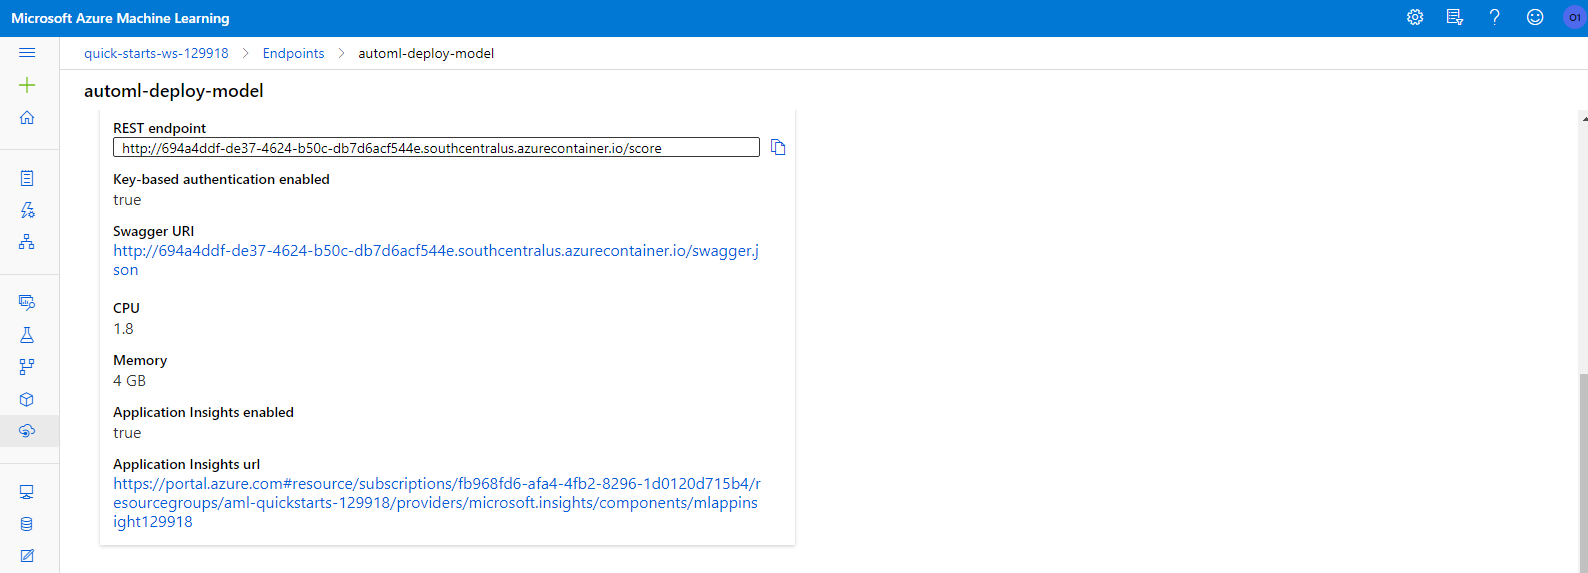 Microsoft Azure Machine Learning
O1
quick-starts-ws-129918 > Endpoints > automl-deploy-model
automl-deploy-model
REST endpoint
http://694a4ddf-de37-4624-b50c-db7d6acf544e.southcentralus.azurecontainer.io/score
Key-based authentication enabled
true
Swagger URI
http://694a4ddf-de37-4624-b50c-db7d6acf544e.southcentralus.azurecontainer.io/swagger.j
son
CPU
1.8
Memory
4 GB
Application Insights enabled
true
Application Insights url
https://portal.azure.com#resource/subscriptions/fb968fd6-afa4-4fb2-8296-1d0120d715b4/r
esourcegroups/aml-quickstarts-129918/providers/microsoft.insights/components/mlappins
ight129918